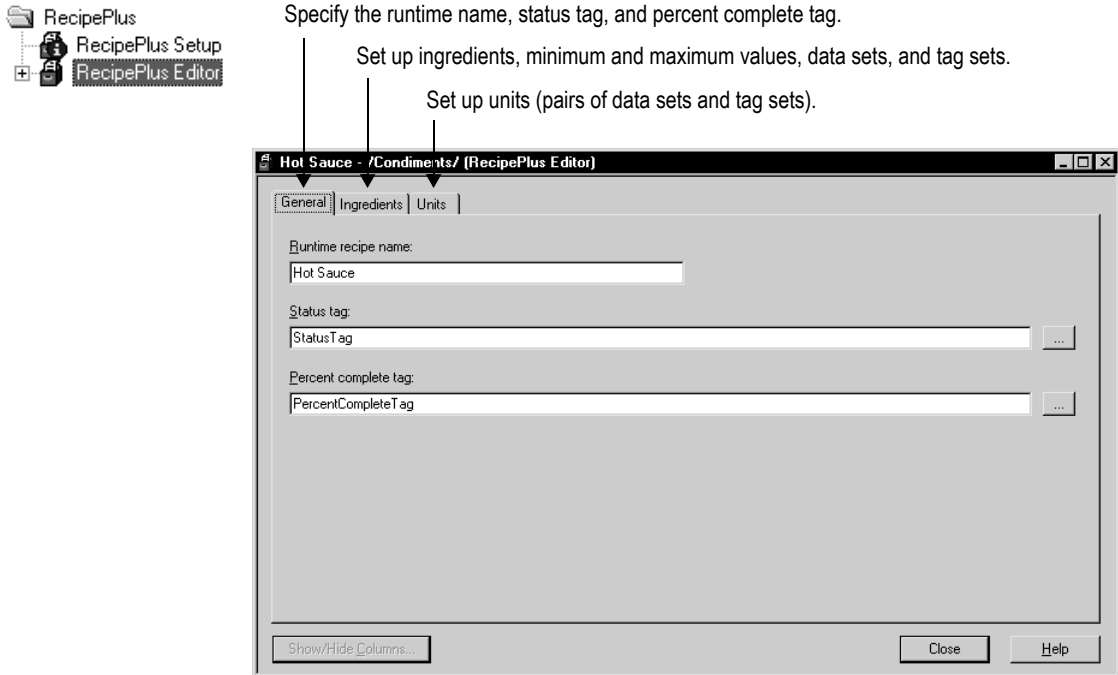 RecipePlus
RecipePlus Setup
RecipePlus Editor
Specify the runtime name, status tag, and percent complete tag.
Set up ingredients, minimum and maximum values, data sets, and tag sets.
Set up units (pairs of data sets and tag sets).
Hot Sauce - /Condiments/ (RecipePlus Editor)
General Ingredients Units
Runtime recipe name:
Hot Sauce
Status tag:
StatusTag
...
Percent complete tag:
PercentCompleteTag
...
Show/Hide Columns... Close Help